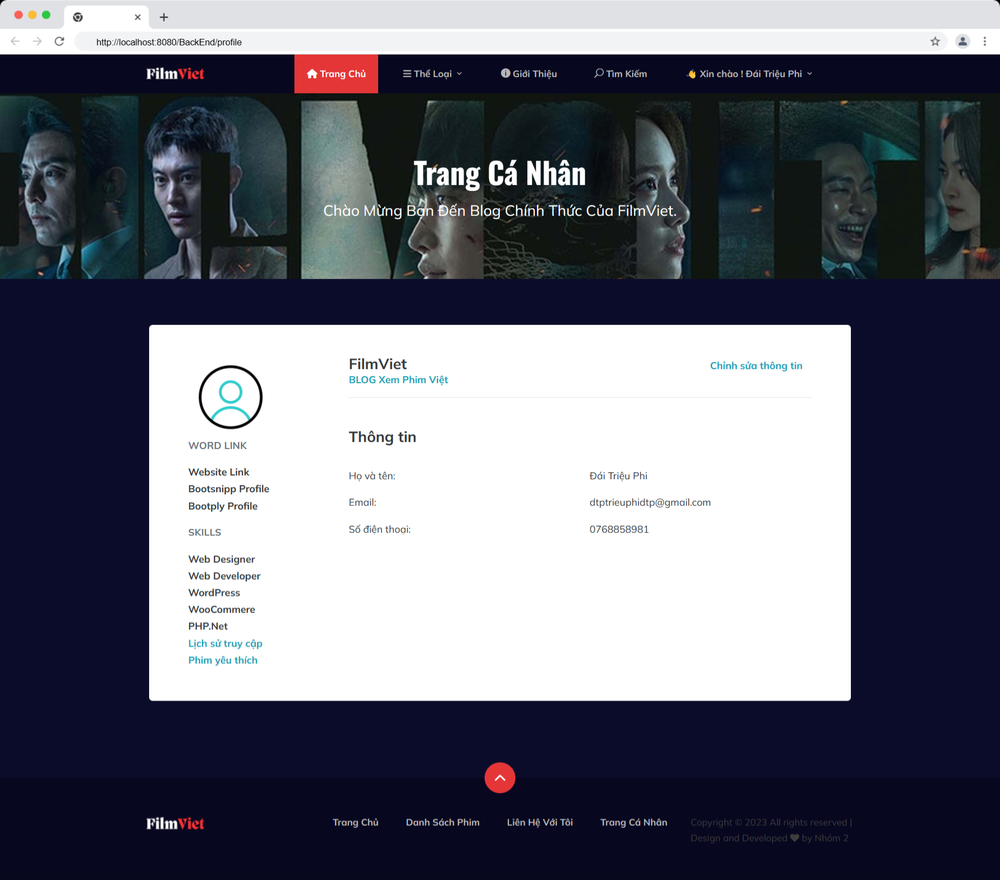 http://localhost:8080/BackEnd/profile
FilmViet
Trang Chủ
Thể Loại
Giới Thiệu
Tìm Kiếm
Xin chào ! Đái Triệu Phi
Trang Cá Nhân
Chào Mừng Bạn Đến Blog Chính Thức Của FilmViet.
FilmViet
Chỉnh sửa thông tin
BLOG Xem Phim Việt
WORD LINK
Website Link
Bootsnipp Profile
Bootply Profile
SKILLS
Web Designer
Web Developer
WordPress
WooCommere
PHP.Net
Lịch sử truy cập
Phim yêu thích
Thông tin
Họ và tên: Đái Triệu Phi
Email: dtptrieuphidtp@gmail.com
Số điện thoại: 0768858981
FilmViet
Trang Chủ
Danh Sách Phim
Liên Hệ Với Tôi
Trang Cá Nhân
Copyright © 2023 All rights reserved |
Design and Developed ♥ by Nhóm 2